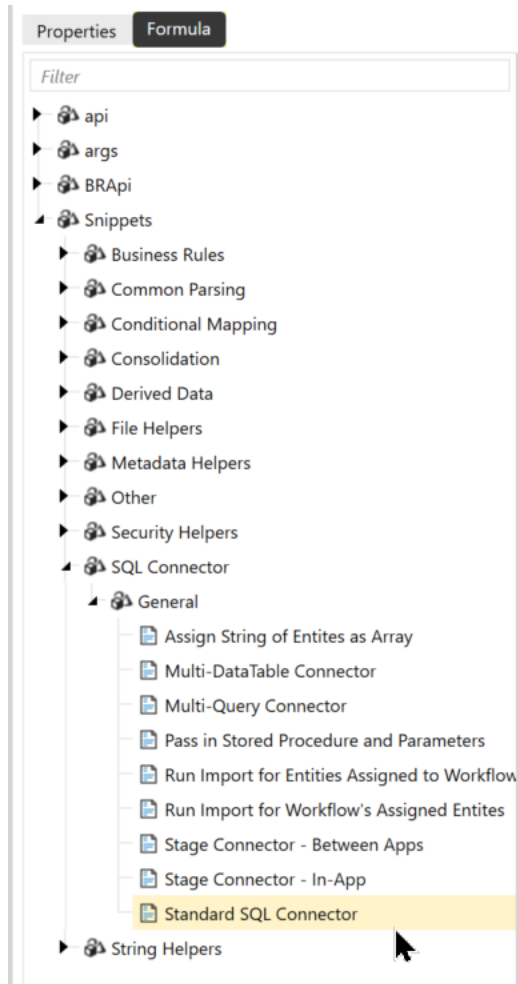 Properties Formula
Filter
api
args
BRApi
Snippets
Business Rules
Common Parsing
Conditional Mapping
Consolidation
Derived Data
File Helpers
Metadata Helpers
Other
Security Helpers
SQL Connector
General
Assign String of Entites as Array
Multi-DataTable Connector
Multi-Query Connector
Pass in Stored Procedure and Parameters
Run Import for Entities Assigned to Workflow
Run Import for Workflow's Assigned Entites
Stage Connector - Between Apps
Stage Connector - In-App
Standard SQL Connector
String Helpers